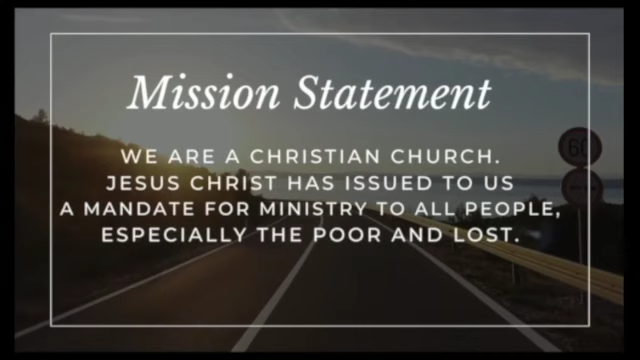 Mission Statement
WE ARE A CHRISTIAN CHURCH.
JESUS CHRIST HAS ISSUED TO US
A MANDATE FOR MINISTRY TO ALL PEOPLE,
ESPECIALLY THE POOR AND LOST.
60